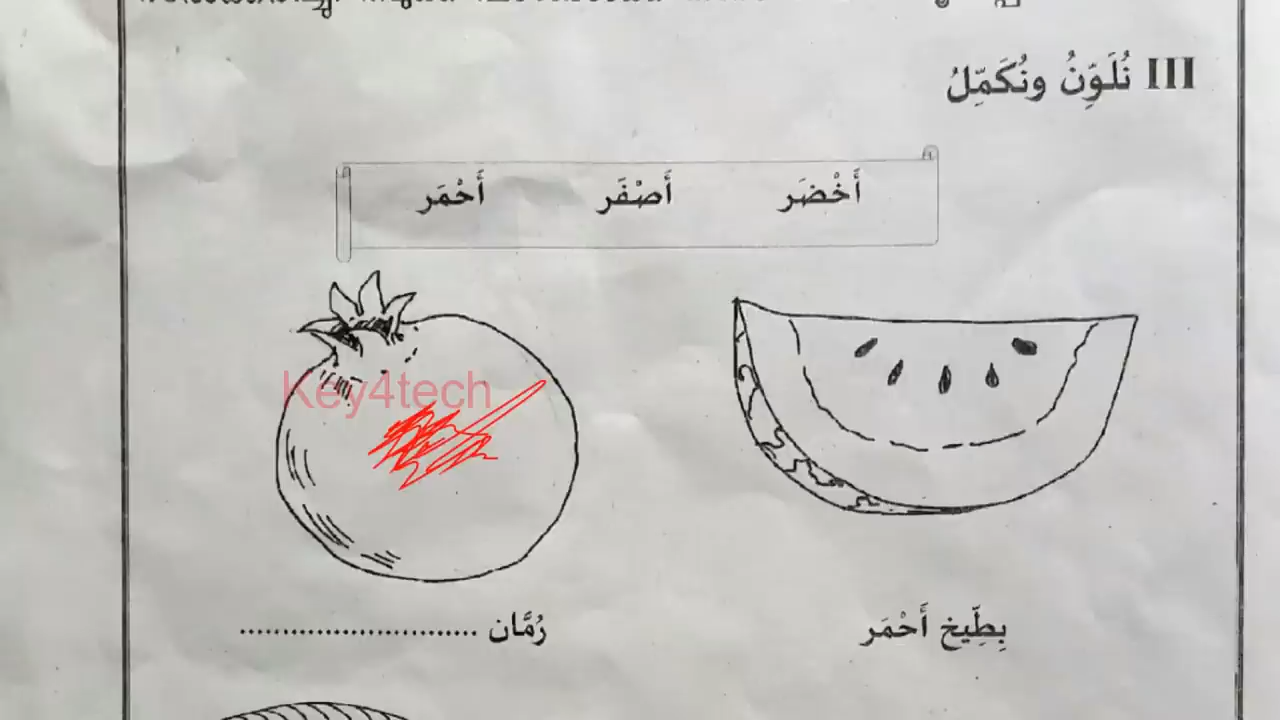 III نُلَوِّنُ ونُكَمِّلُ
أَخْضَر أَصْفَر أَحْمَر
Key4tech
بِطِّيخ أَحْمَر
رُمَّان ...........................